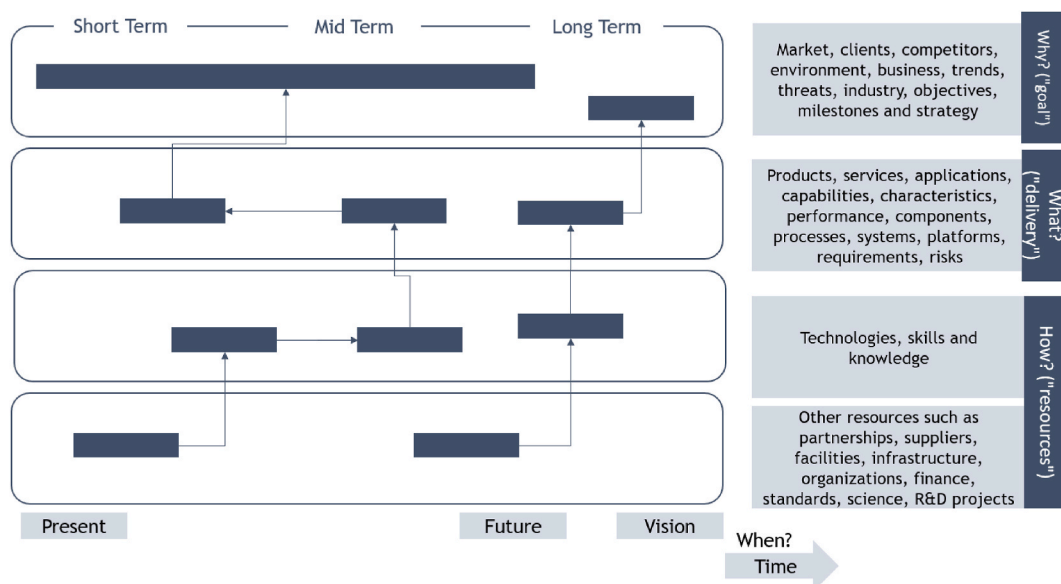 Short Term
Mid Term
Long Term
Market, clients, competitors,
environment, business, trends,
threats, industry, objectives,
milestones and strategy
Why? ("goal")
Products, services, applications,
capabilities, characteristics,
performance, components,
processes, systems, platforms,
requirements, risks
What?
("delivery")
Technologies, skills and
knowledge
How? ("resources")
Other resources such as
partnerships, suppliers,
facilities, infrastructure,
organizations, finance,
standards, science, R&D projects
Present
Future
Vision
When?
Time